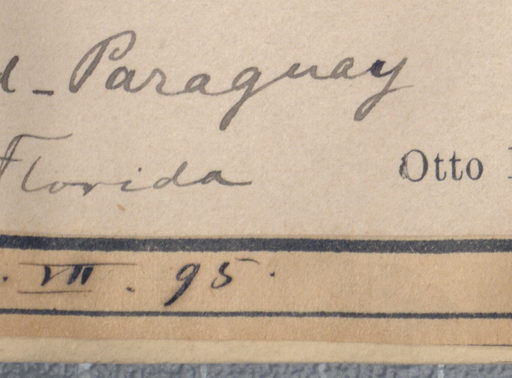 d - Paraguay
Florida
Otto
. VII . 95 .